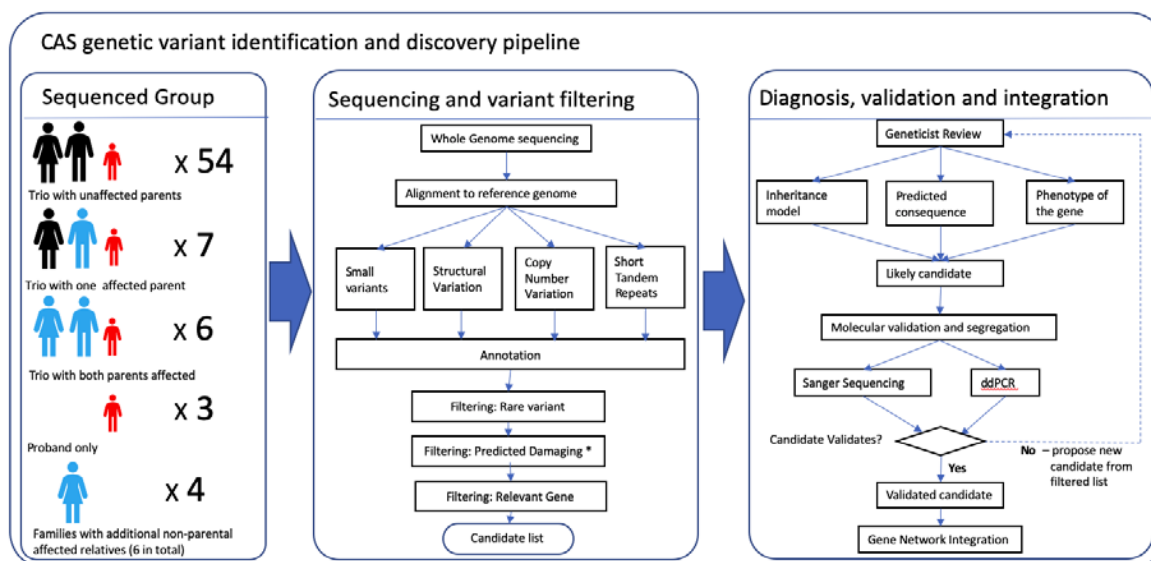 CAS genetic variant identification and discovery pipeline
Sequenced Group
x 54
Trio with unaffected parents
x 7
Trio with one affected parent
x 6
Trio with both parents affected
x 3
Proband only
x 4
Families with additional non-parental
affected relatives (6 in total)
Sequencing and variant filtering
Whole Genome sequencing
Alignment to reference genome
Small
variants
Structural
Variation
Copy
Number
Variation
Short
Tandem
Repeats
Annotation
Filtering: Rare variant
Filtering: Predicted Damaging *
Filtering: Relevant Gene
Candidate list
Diagnosis, validation and integration
Geneticist Review
Inheritance
model
Predicted
consequence
Phenotype of
the gene
Likely candidate
Molecular validation and segregation
Sanger Sequencing
ddPCR
Candidate Validates?
Yes
No – propose new
candidate from
filtered list
Validated candidate
Gene Network Integration